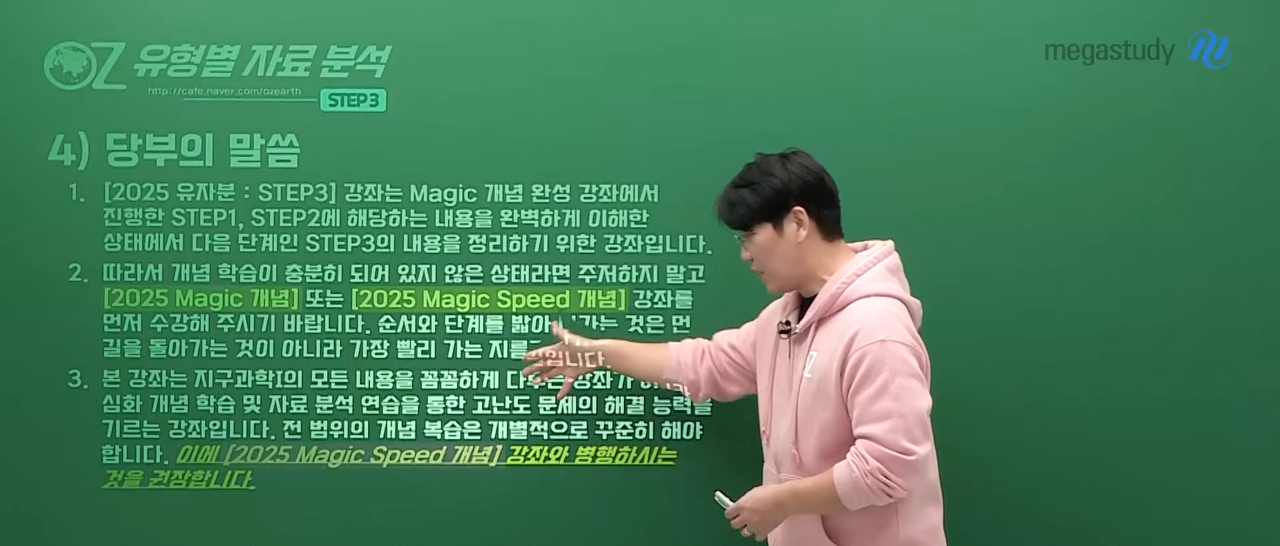 OZ 유형별 자료 분석
http://cafe.naver.com/ozearth
STEP3
megastudy
4) 당부의 말씀
1. [2025 유자분 : STEP3] 강좌는 Magic 개념 완성 강좌에서
진행한 STEP1, STEP2에 해당하는 내용을 완벽하게 이해한
상태에서 다음 단계인 STEP3의 내용을 정리하기 위한 강좌입니다.
2. 따라서 개념 학습이 충분히 되어 있지 않은 상태라면 주저하지 말고
[2025 Magic 개념] 또는 [2025 Magic Speed 개념] 강좌를
먼저 수강해 주시기 바랍니다. 순서와 단계를 밟아 것은 먼
길을 돌아가는 것이 아니라 가장 빨리 가는
입니다.
3. 본 강좌는 지구과학I의 모든 내용을 꼼꼼하게 강좌가
심화 개념 학습 및 자료 분석 연습을 통한 고난도 문제의 해결 능력을
기르는 강좌입니다. 전 범위의 개념 복습은 개별적으로 꾸준히 해야
합니다. 이에 [2025 Magic Speed 개념] 강좌와 병행하시는
것을 권장합니다.
OZ